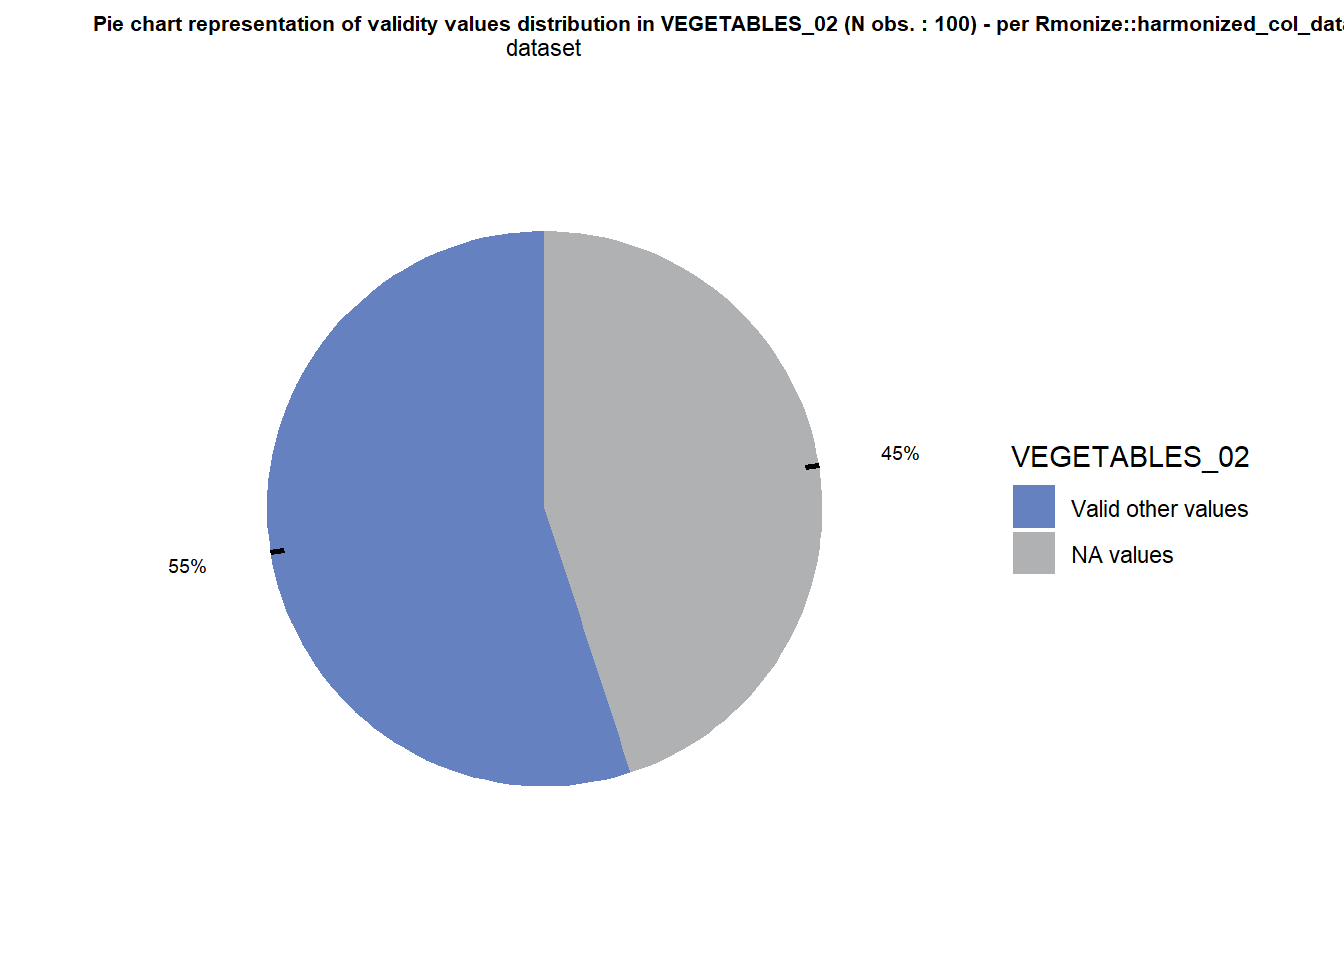 Pie chart representation of validity values distribution in VEGETABLES_02 (N obs. : 100) - per Rmonize::harmonized_col_dat
dataset
45%
VEGETABLES_02
Valid other values
NA values
55%